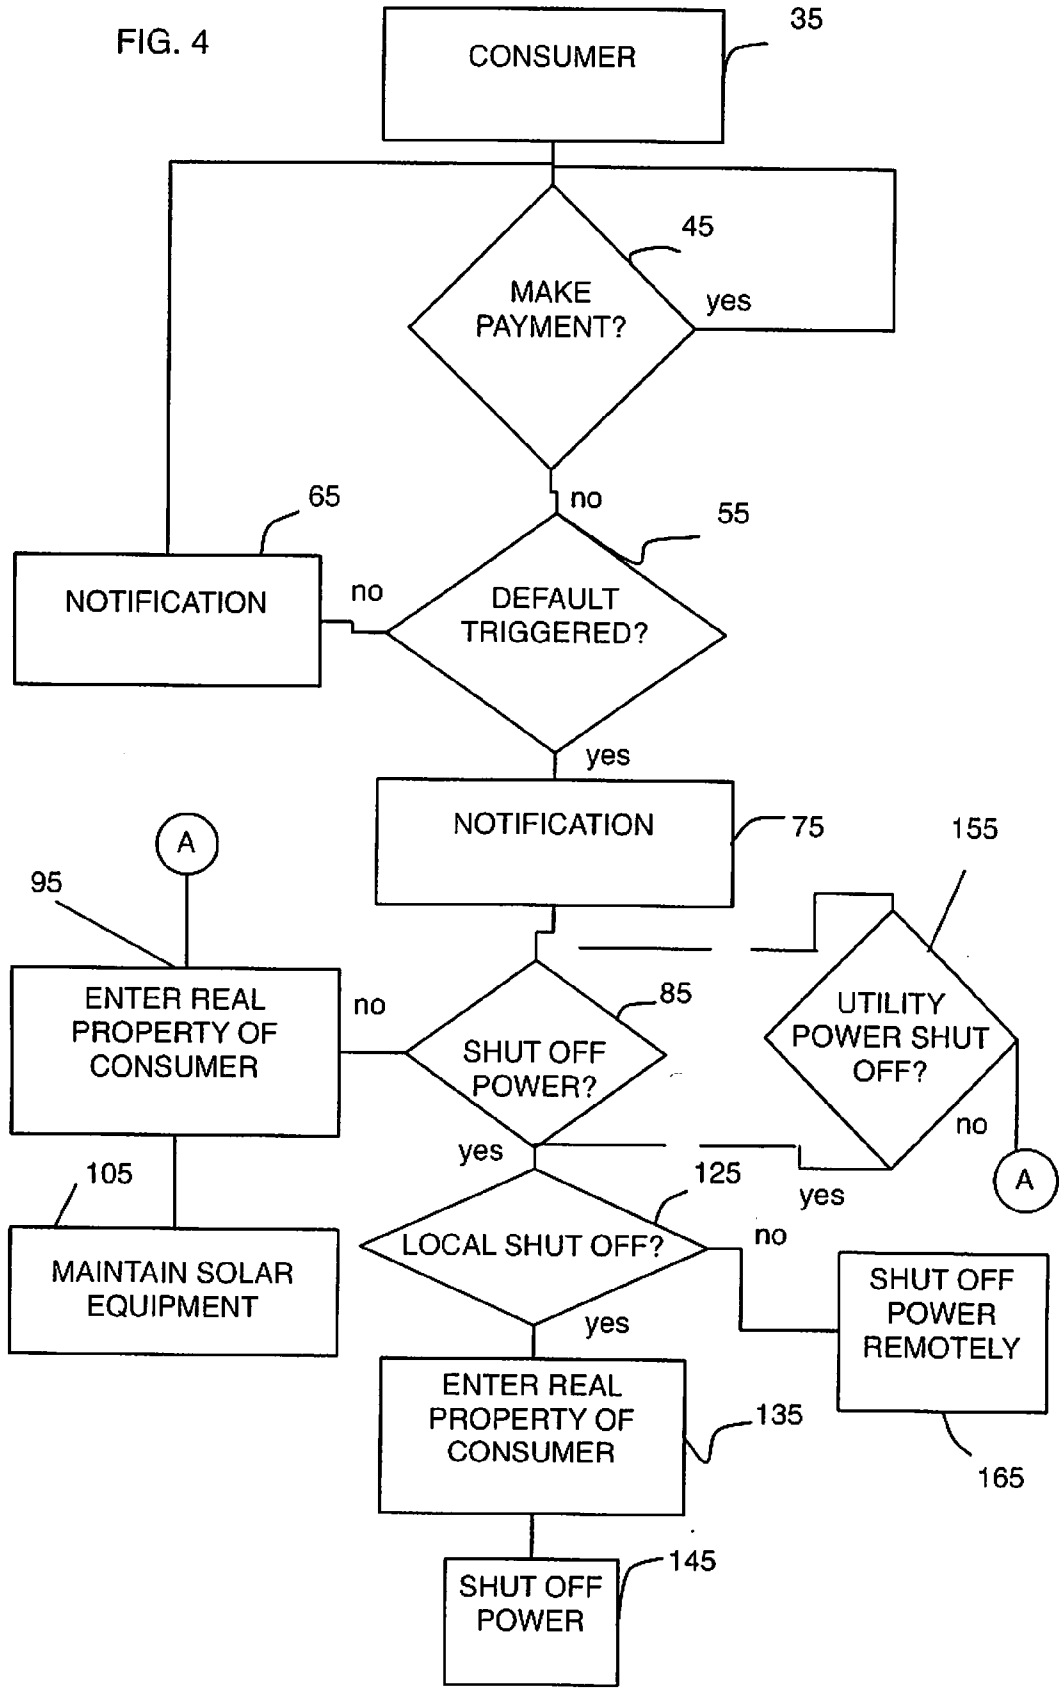 FIG. 4
35
CONSUMER
45
MAKE
PAYMENT?
yes
no
65
55
NOTIFICATION
no
DEFAULT
TRIGGERED?
yes
NOTIFICATION
75
A
155
95
ENTER REAL
PROPERTY OF
CONSUMER
no
85
SHUT OFF
POWER?
UTILITY
POWER SHUT
OFF?
no
A
yes
yes
105
125
MAINTAIN SOLAR
EQUIPMENT
LOCAL SHUT OFF?
no
SHUT OFF
POWER
REMOTELY
yes
ENTER REAL
PROPERTY OF
CONSUMER
135
165
145
SHUT OFF
POWER